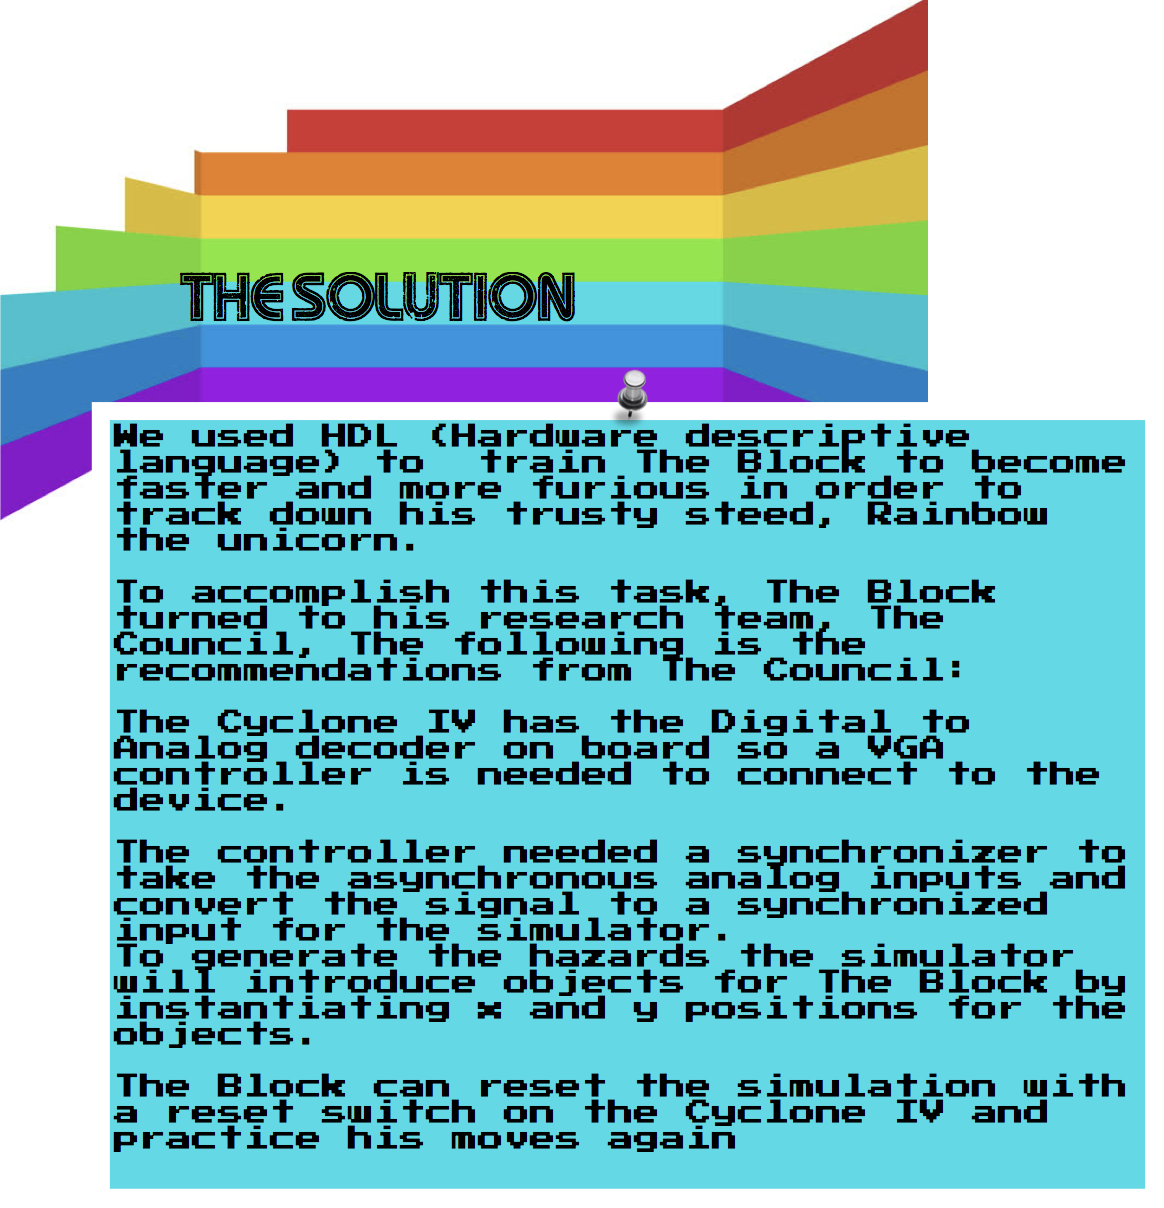 THE SOLUTION
We used HDL (Hardware descriptive
language) to  train The Block to become
faster and more furious in order to
track down his trusty steed, Rainbow
the unicorn.
To accomplish this task, The Block
turned to his research team, The
Council, The following is the
recommendations from The Council:
The Cyclone IV has the Digital to
Analog decoder on board so a VGA
controller is needed to connect to the
device.
The controller needed a synchronizer to
take the asynchronous analog inputs and
convert the signal to a synchronized
input for the simulator.
To generate the hazards the simulator
will introduce objects for The Block by
instantiating x and y positions for the
objects.
The Block can reset the simulation with
a reset switch on the Cyclone IV and
practice his moves again